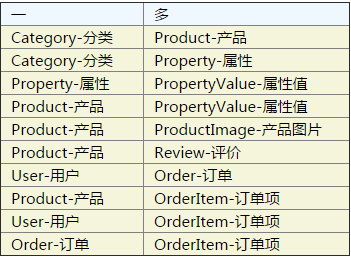 一 多
Category-分类 Product-产品
Category-分类 Property-属性
Property-属性 PropertyValue-属性值
Product-产品 PropertyValue-属性值
Product-产品 ProductImage-产品图片
Product-产品 Review-评价
User-用户 Order-订单
Product-产品 OrderItem-订单项
User-用户 OrderItem-订单项
Order-订单 OrderItem-订单项